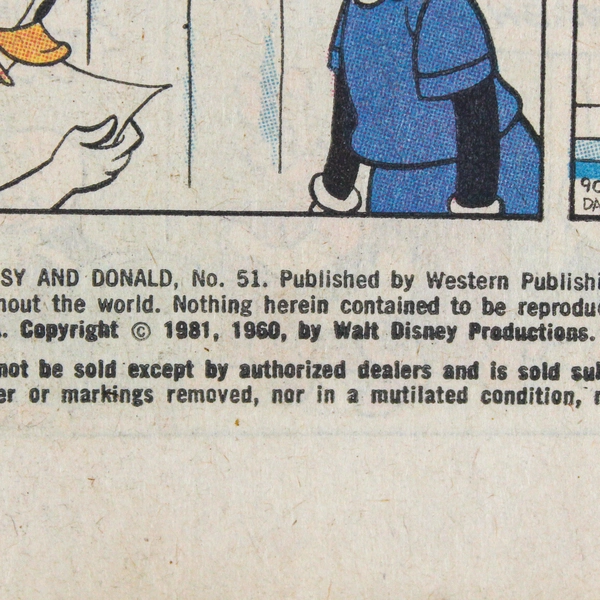 90
DA
SY AND DONALD, No. 51. Published by Western Publishi
hout the world. Nothing herein contained to be reproduc
. Copyright © 1981, 1960, by Walt Disney Productions.
not be sold except by authorized dealers and is sold su
er or markings removed, nor in a mutilated condition,